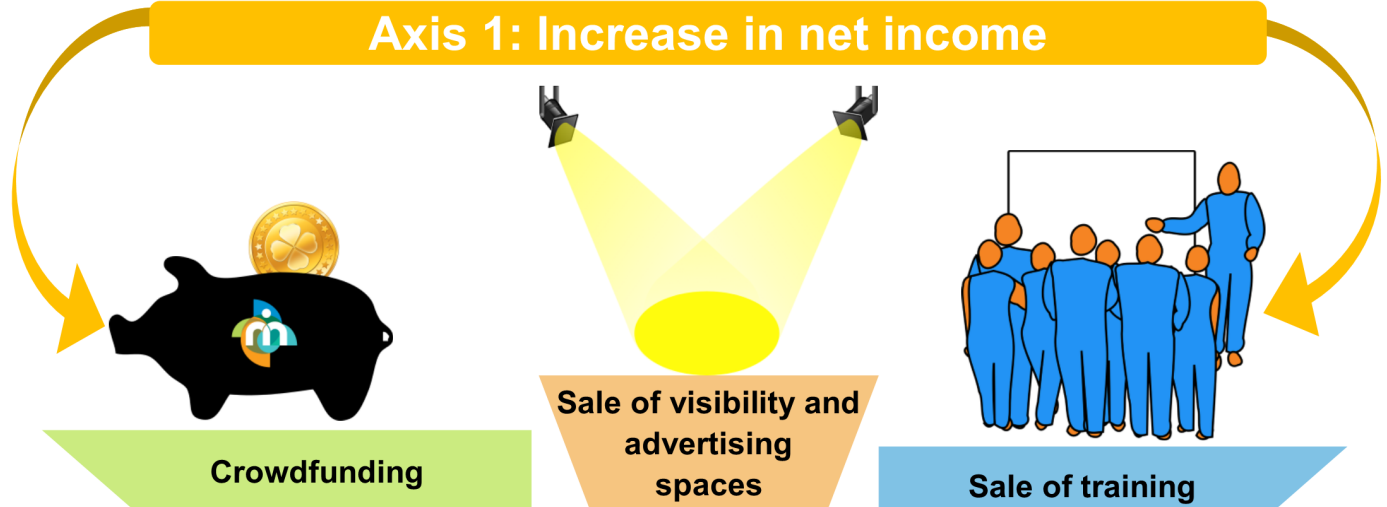 Axis 1: Increase in net income
m
Crowdfunding
Sale of visibility and
advertising
spaces
Sale of training